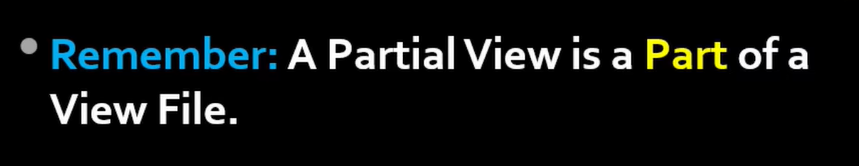 • Remember: A Partial View is a Part of a
View File.